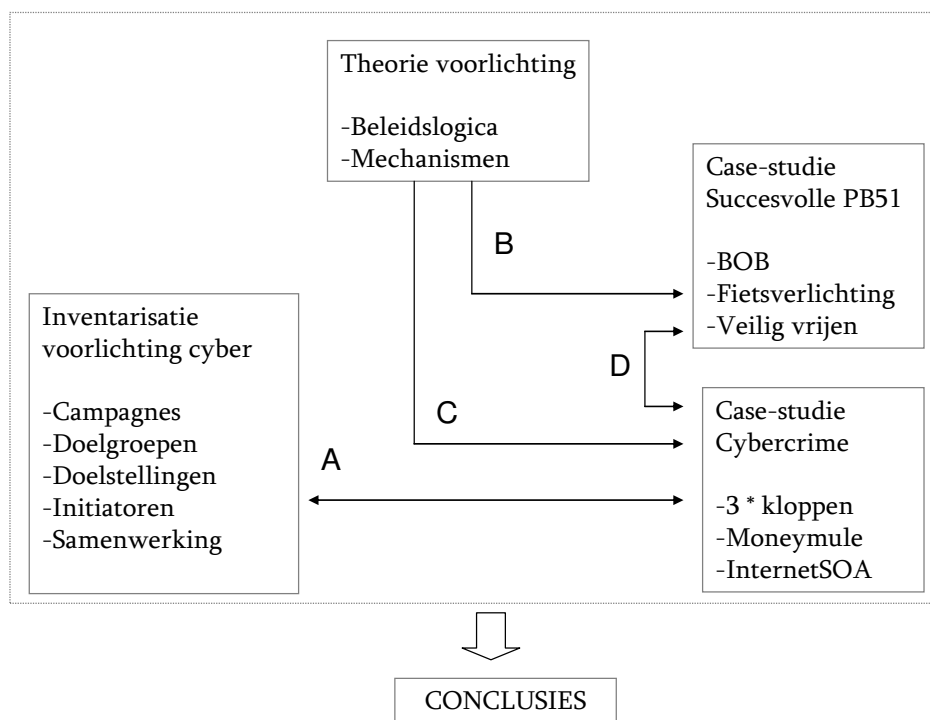 Theorie voorlichting
-Beleidslogica
-Mechanismen
Case-studie
Succesvolle PB51
-BOB
-Fietsverlichting
-Veilig vrijen
B
Inventarisatie
voorlichting cyber
-Campagnes
-Doelgroepen
-Doelstellingen
-Initiatoren
-Samenwerking
D
C
A
Case-studie
Cybercrime
-3 * kloppen
-Moneymule
-InternetSOA
CONCLUSIES